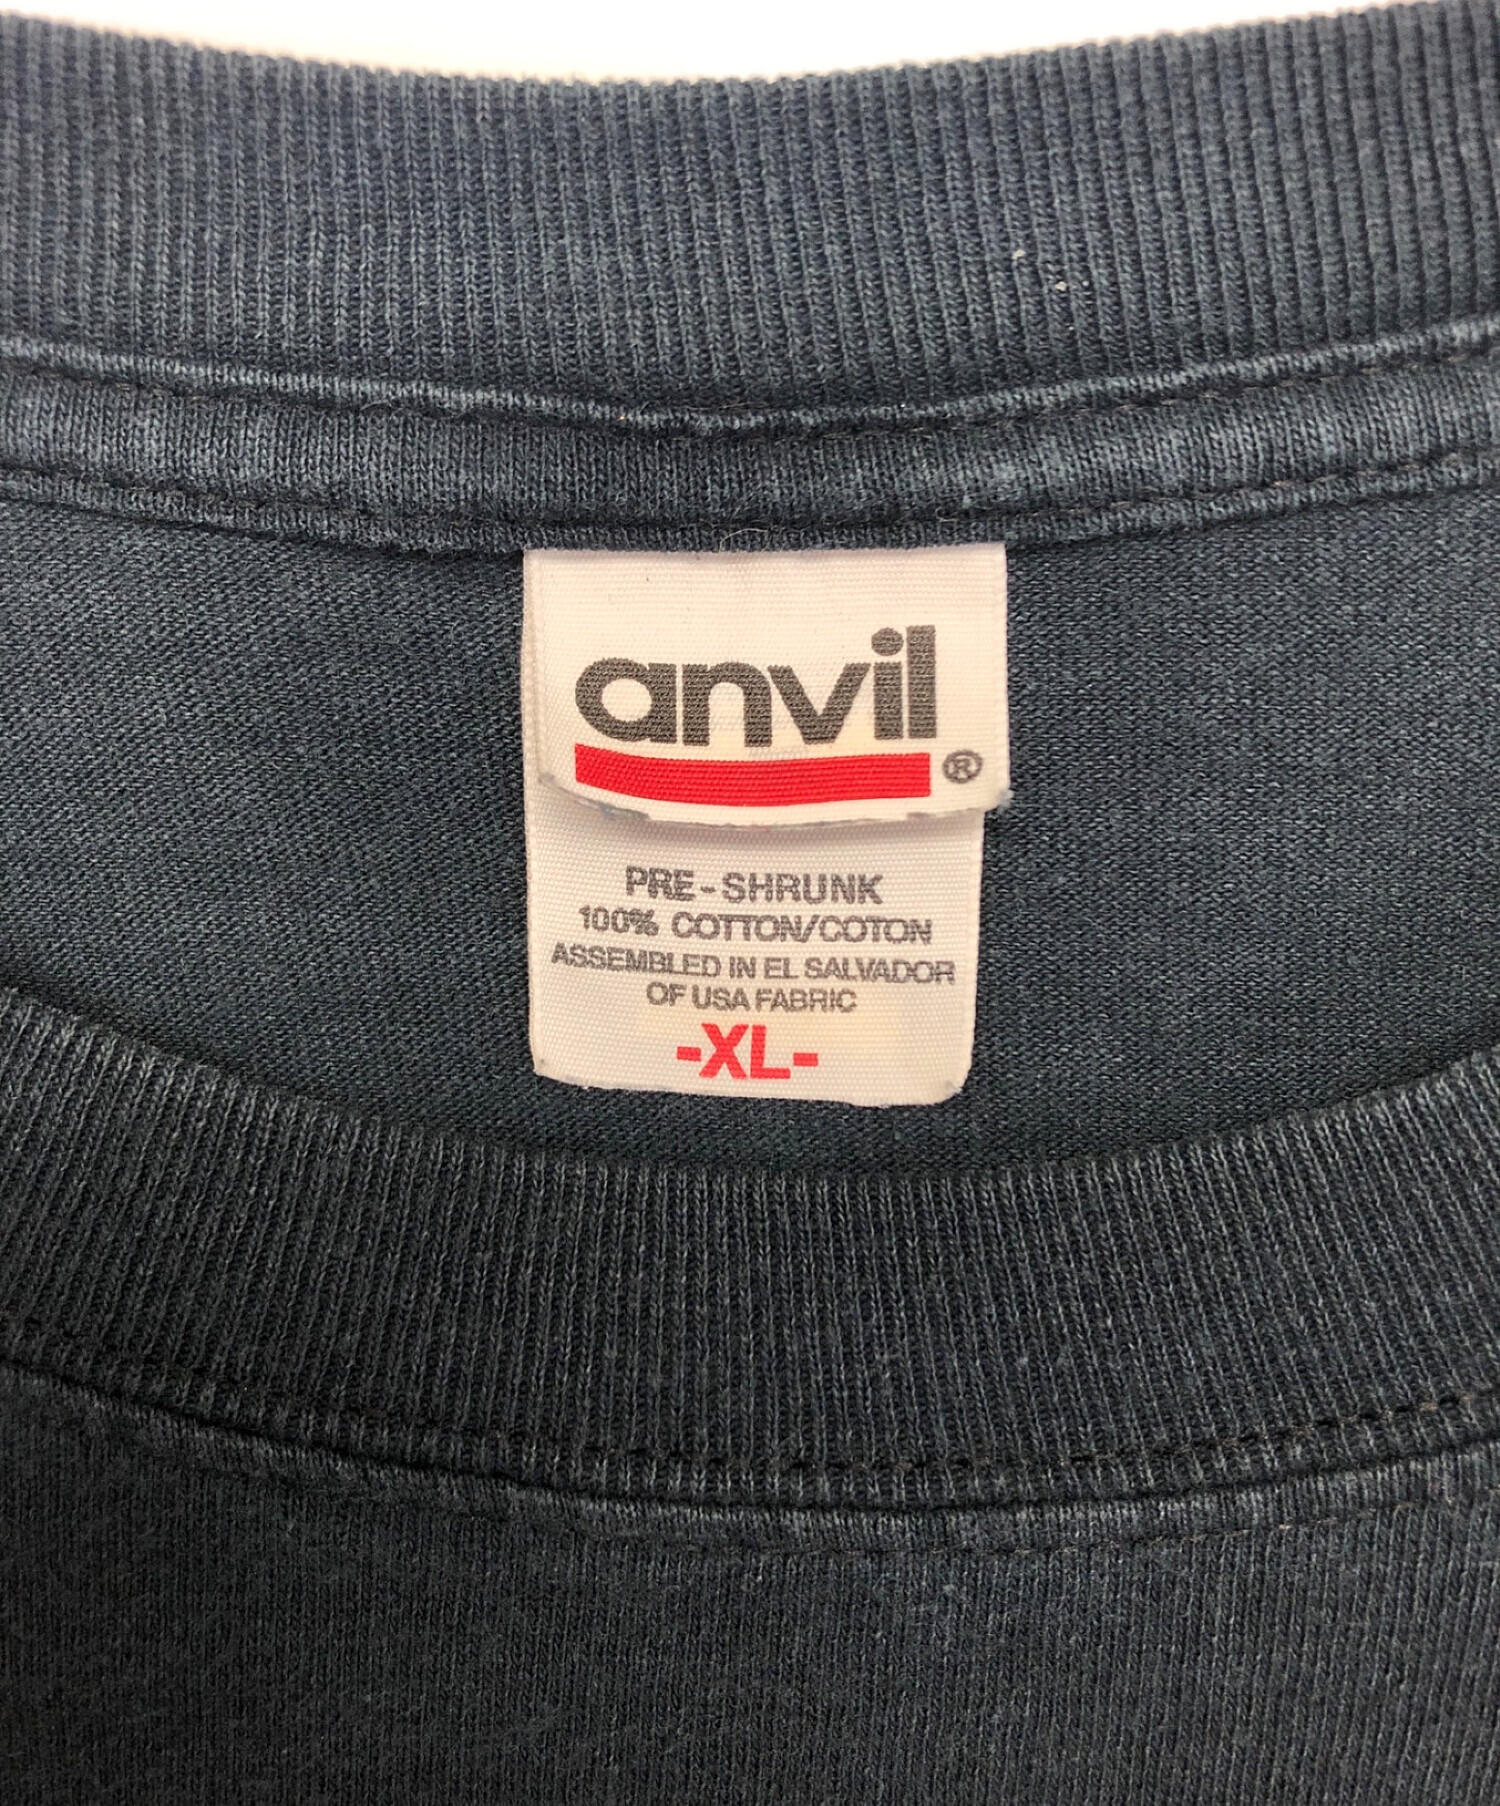 anvil
®
PRE-SHRUNK
100% COTTON/COTON
ASSEMBLED IN EL SALVADOR
OF USA FABRIC
-XL-